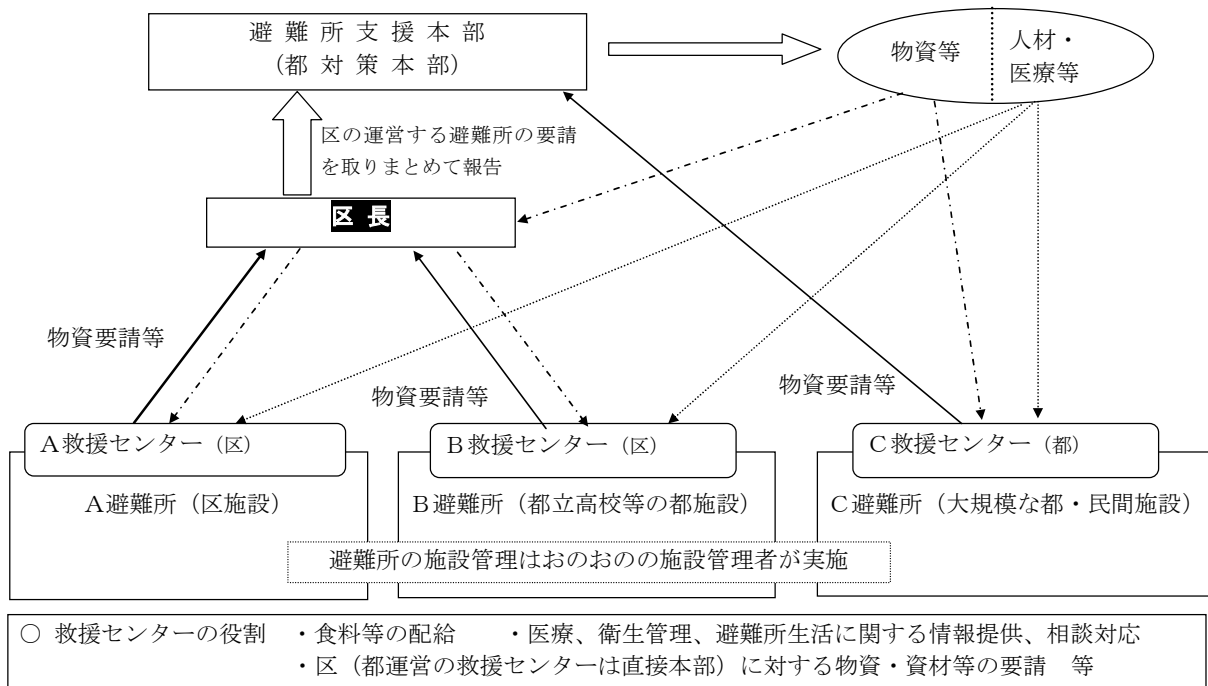 避 難 所 支 援 本 部
（都 対 策 本 部）
物資等
人材・
医療等
区の運営する避難所の要請
を取りまとめて報告
区 長
物資要請等
物資要請等
物資要請等
A救援センター（区）
B救援センター（区）
C救援センター（都）
A避難所（区施設）
B避難所（都立高校等の都施設）
C避難所（大規模な都・民間施設）
避難所の施設管理はおのおのの施設管理者が実施
○ 救援センターの役割 ・食料等の配給 ・医療、衛生管理、避難所生活に関する情報提供、相談対応
・区（都運営の救援センターは直接本部）に対する物資・資材等の要請 等